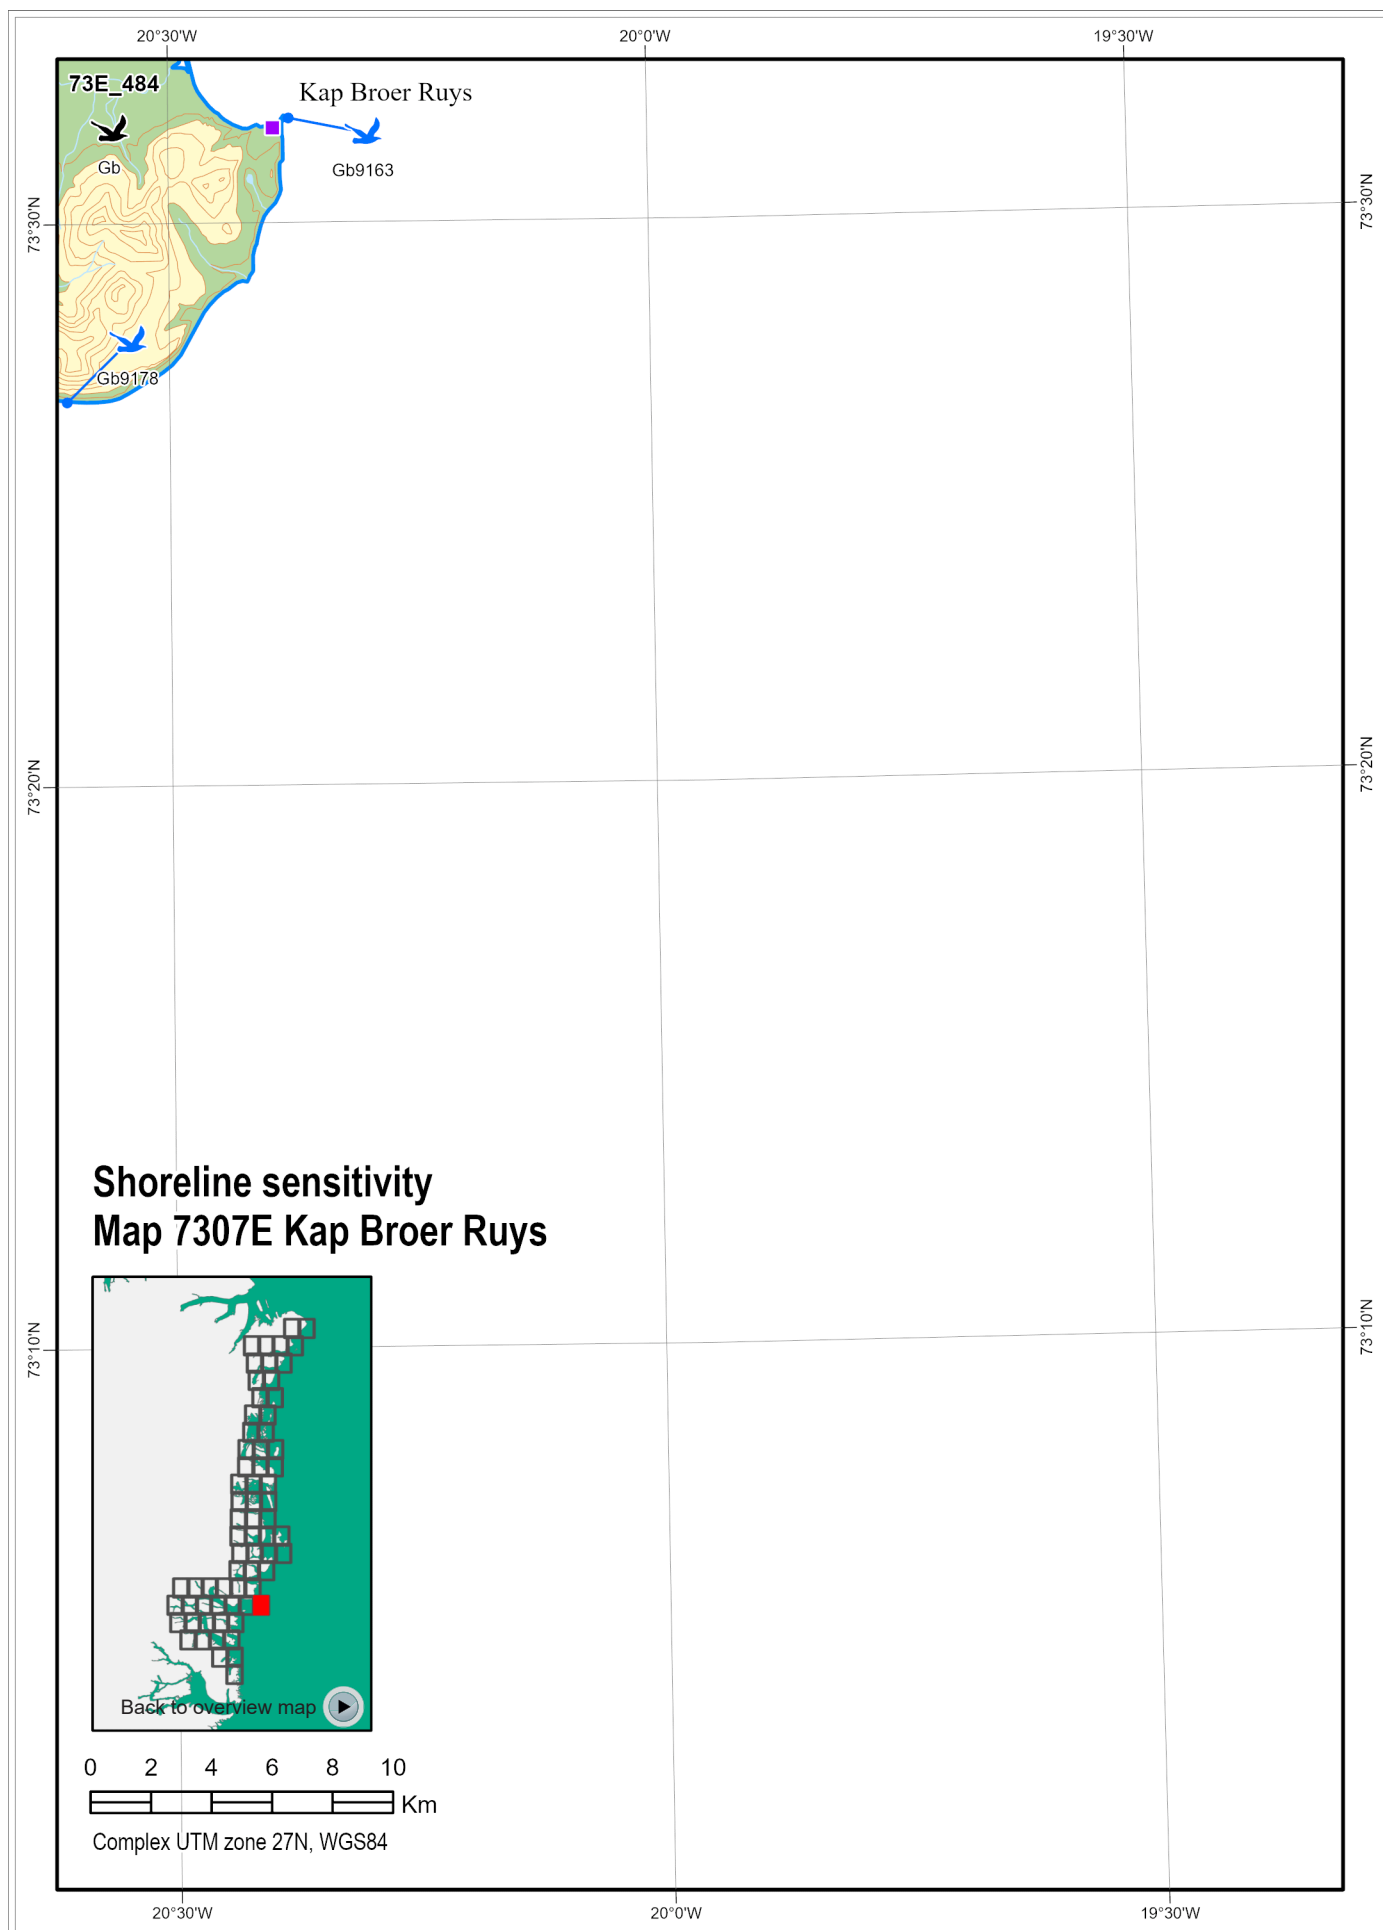 20°30'W 20°0'W 19°30'W
73E_484
Kap Broer Ruys
Gb
Gb9163
73°30'N 73°30'N
Gb9178
73°20'N 73°20'N
Shoreline sensitivity
Map 7307E Kap Broer Ruys
73°10'N 73°10'N
Back to overview map
0 2 4 6 8 10
Km
Complex UTM zone 27N, WGS84
20°30'W 20°0'W 19°30'W